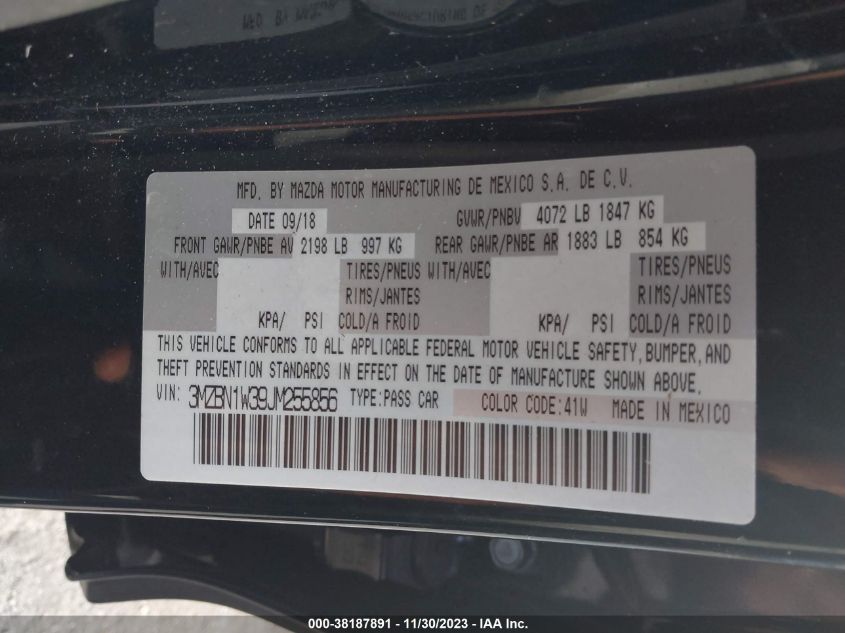 MFD. BY MAZDA MOTOR MANUFACTURING DE MEXICO S.A. DE C.V.
DATE 09/18 GVWR/PNBV 4072 LB 1847 KG
FRONT GAWR/PNBE AV 2198 LB 997 KG REAR GAWR/PNBE AR 1883 LB 854 KG
WITH/AVEC TIRES/PNEUS WITH/AVEC TIRES/PNEUS
RIMS/JANTES RIMS/JANTES
KPA/ PSI COLD/A FROID KPA/ PSI COLD/A FROID
THIS VEHICLE CONFORMS TO ALL APPLICABLE FEDERAL MOTOR VEHICLE SAFETY, BUMPER, AND
THEFT PREVENTION STANDARDS IN EFFECT ON THE DATE OF MANUFACTURE SHOWN ABOVE.
VIN: 3MZBN1W39JM255856 TYPE:PASS CAR COLOR CODE:41W MADE IN MEXICO
000-38187891 - 11/30/2023 - IAA Inc.